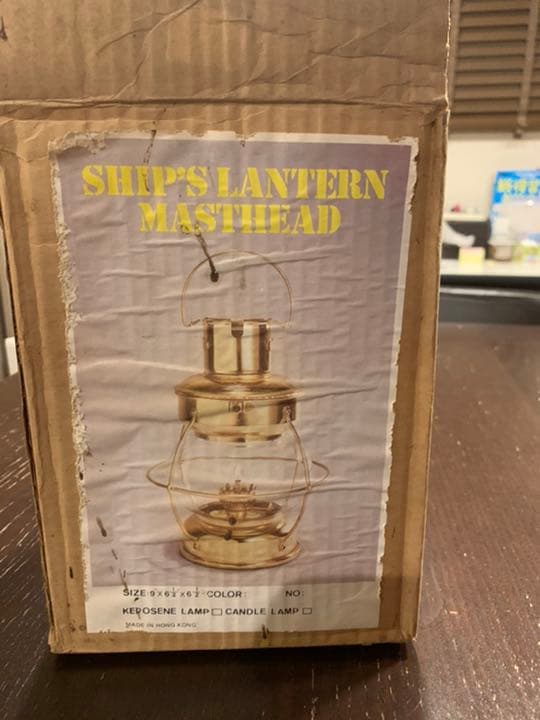 SHIP'S LANTERN
MASTHEAD
SIZE: 9 x 6½ x 6½ COLOR: NO:
KEROSENE LAMP □ CANDLE LAMP □
MADE IN HONG KONG